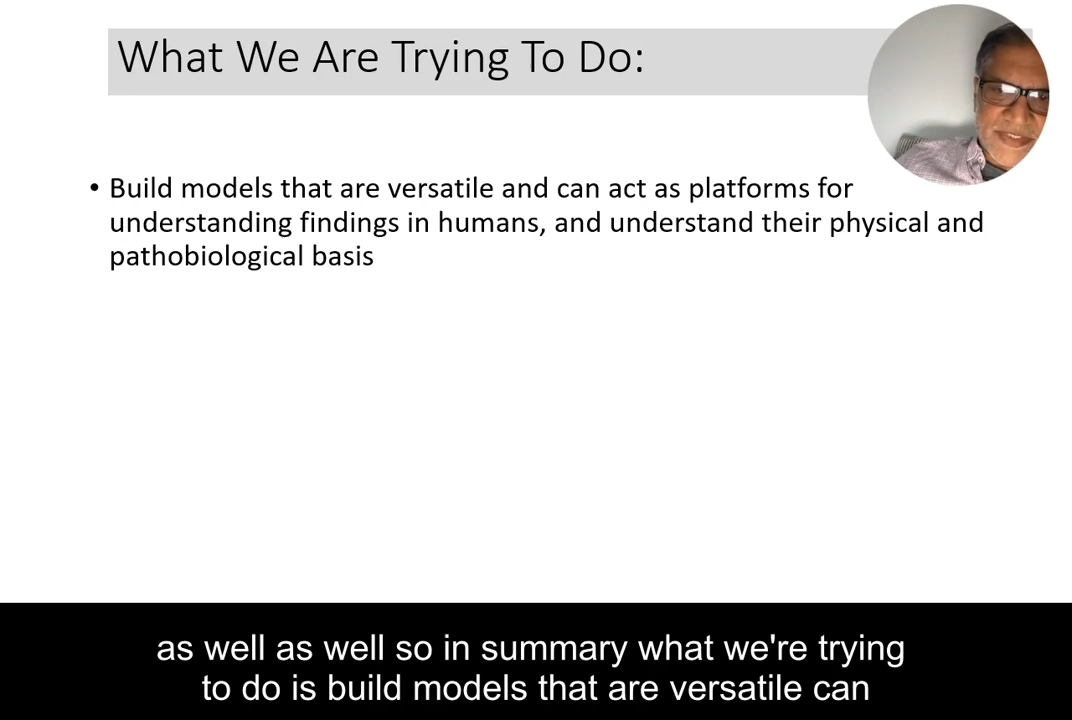 What We Are Trying To Do:
• Build models that are versatile and can act as platforms for
understanding findings in humans, and understand their physical and
pathobiological basis
as well as well so in summary what we're trying
to do is build models that are versatile can